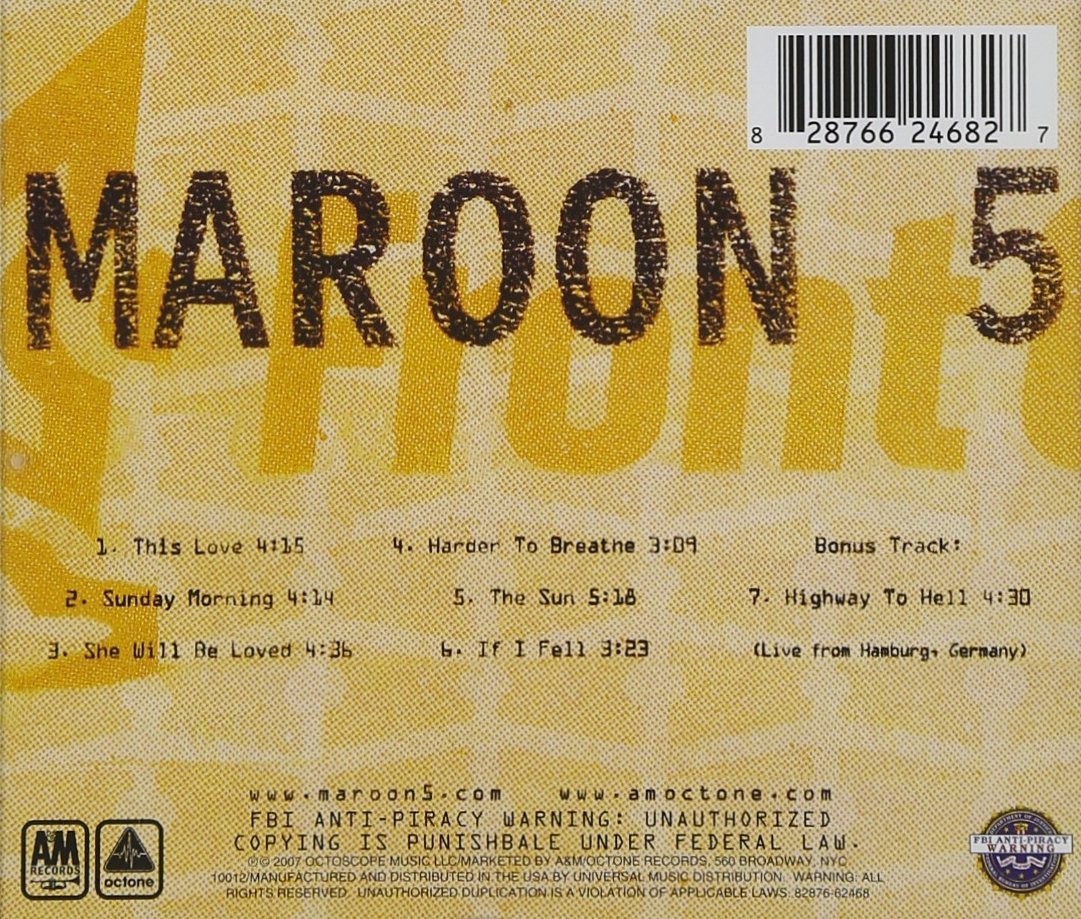 8 28766 24682 7
MAROON 5
front
1. This Love 4:15
2. Sunday Morning 4:14
3. She Will Be Loved 4:36
4. Harder To Breathe 3:09
5. The Sun 5:18
6. If I Fell 3:23
Bonus Track:
7. Highway To Hell 4:30
(Live from Hamburg, Germany)
www.maroon5.com www.amoctone.com
FBI ANTI-PIRACY WARNING: UNAUTHORIZED
COPYING IS PUNISHBALE UNDER FEDERAL LAW.
℗© 2007 OCTOSCOPE MUSIC LLC/MARKETED BY A&M/OCTONE RECORDS, 560 BROADWAY, NYC
10012/MANUFACTURED AND DISTRIBUTED IN THE USA BY UNIVERSAL MUSIC DISTRIBUTION. WARNING: ALL
RIGHTS RESERVED. UNAUTHORIZED DUPLICATION IS A VIOLATION OF APPLICABLE LAWS. 82876-62468
A&M
RECORDS
octone
FBI ANTI-PIRACY
WARNING